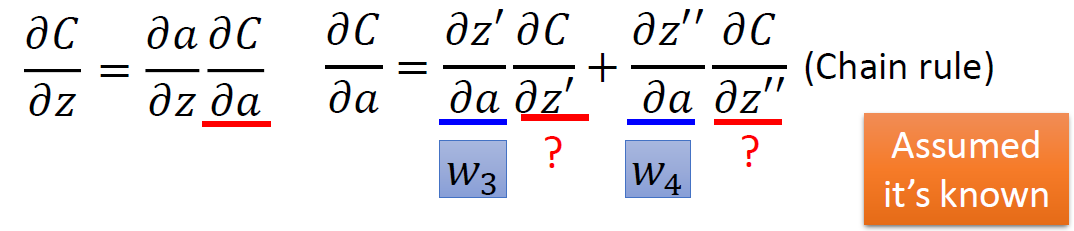 ∂C/∂z = ∂a/∂z ∂C/∂a
∂C/∂a = ∂z′/∂a ∂C/∂z′ + ∂z′′/∂a ∂C/∂z′′ (Chain rule)
w₃ ? w₄ ?
Assumed
it’s known